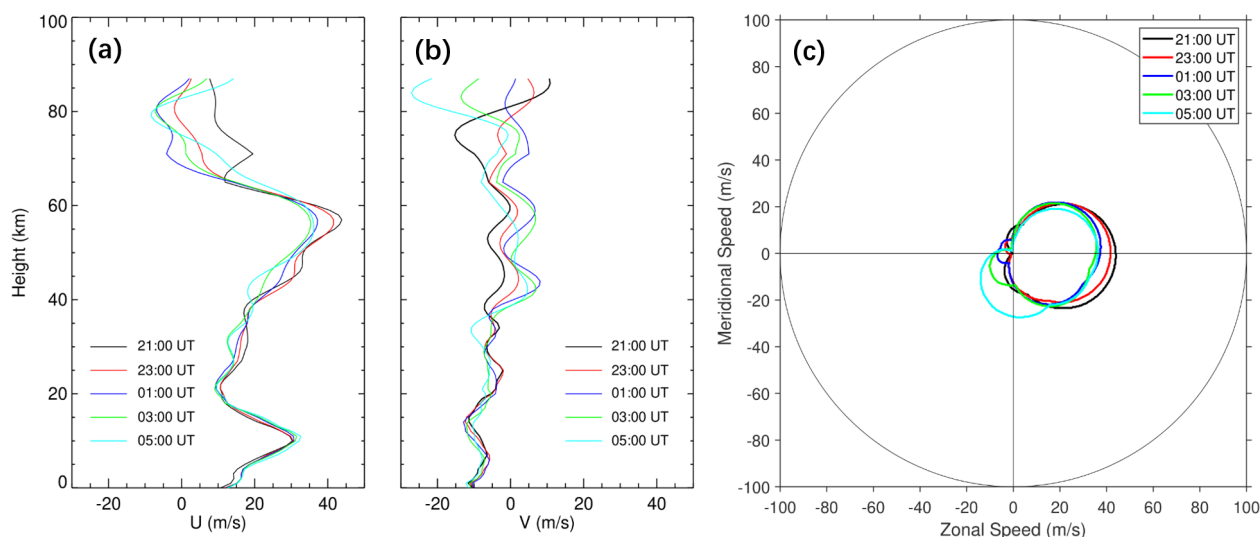 (a)
100
80
60
40
20
0
Height (km)
21:00 UT
23:00 UT
01:00 UT
03:00 UT
05:00 UT
-20 0 20 40
U (m/s)
(b)
21:00 UT
23:00 UT
01:00 UT
03:00 UT
05:00 UT
-20 0 20 40
V (m/s)
(c)
21:00 UT
23:00 UT
01:00 UT
03:00 UT
05:00 UT
100
80
60
40
20
0
-20
-40
-60
-80
-100
Meridional Speed (m/s)
-100 -80 -60 -40 -20 0 20 40 60 80 100
Zonal Speed (m/s)